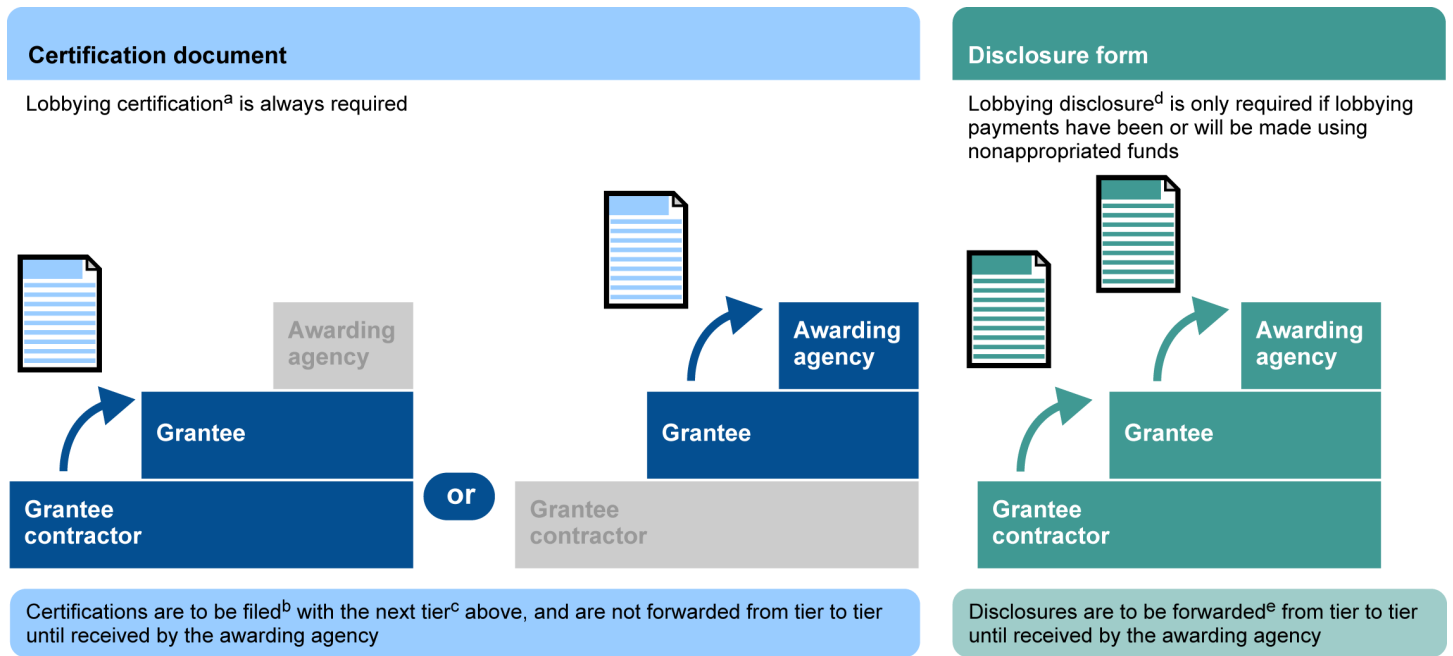 Certification document
Lobbying certificationa is always required
Awarding
agency
Grantee
Grantee
contractor
or
Awarding
agency
Grantee
Grantee
contractor
Certifications are to be filedb with the next tierc above, and are not forwarded from tier to tier
until received by the awarding agency
Disclosure form
Lobbying disclosured is only required if lobbying
payments have been or will be made using
nonappropriated funds
Awarding
agency
Grantee
Grantee
contractor
Disclosures are to be forwardede from tier to tier
until received by the awarding agency